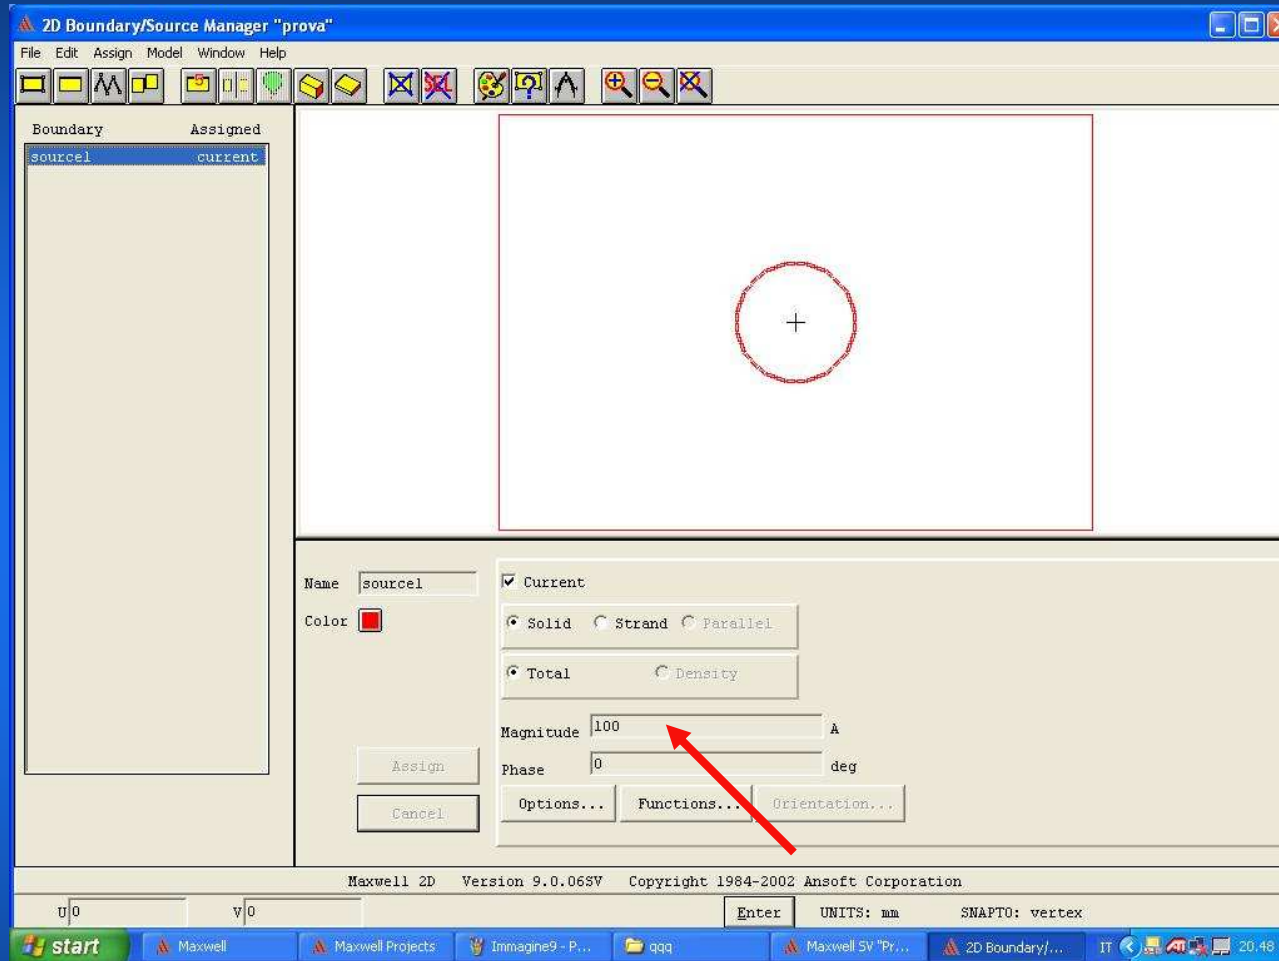 2D Boundary/Source Manager "prova"
File Edit Assign Model Window Help
Boundary Assigned
source1 current
Name source1
Color
Current
Solid Strand Parallel
Total Density
Magnitude 100 A
Phase 0 deg
Assign
Cancel
Options... Functions... Orientation...
Maxwell 2D Version 9.0.06SV Copyright 1984-2002 Ansoft Corporation
U 0 V 0 Enter UNITS: mm SNAPTO: vertex
start Maxwell Maxwell Projects Immagine9 - P... qqq Maxwell SV "Pr... 2D Boundary/... IT ATI 20.48